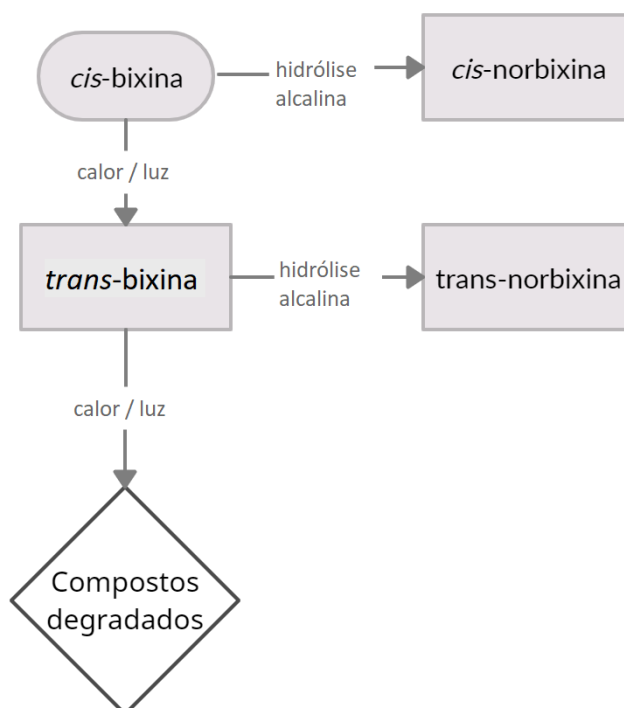 cis-bixina
hidrólise
alcalina
cis-norbixina
calor / luz
trans-bixina
hidrólise
alcalina
trans-norbixina
calor / luz
Compostos
degradados